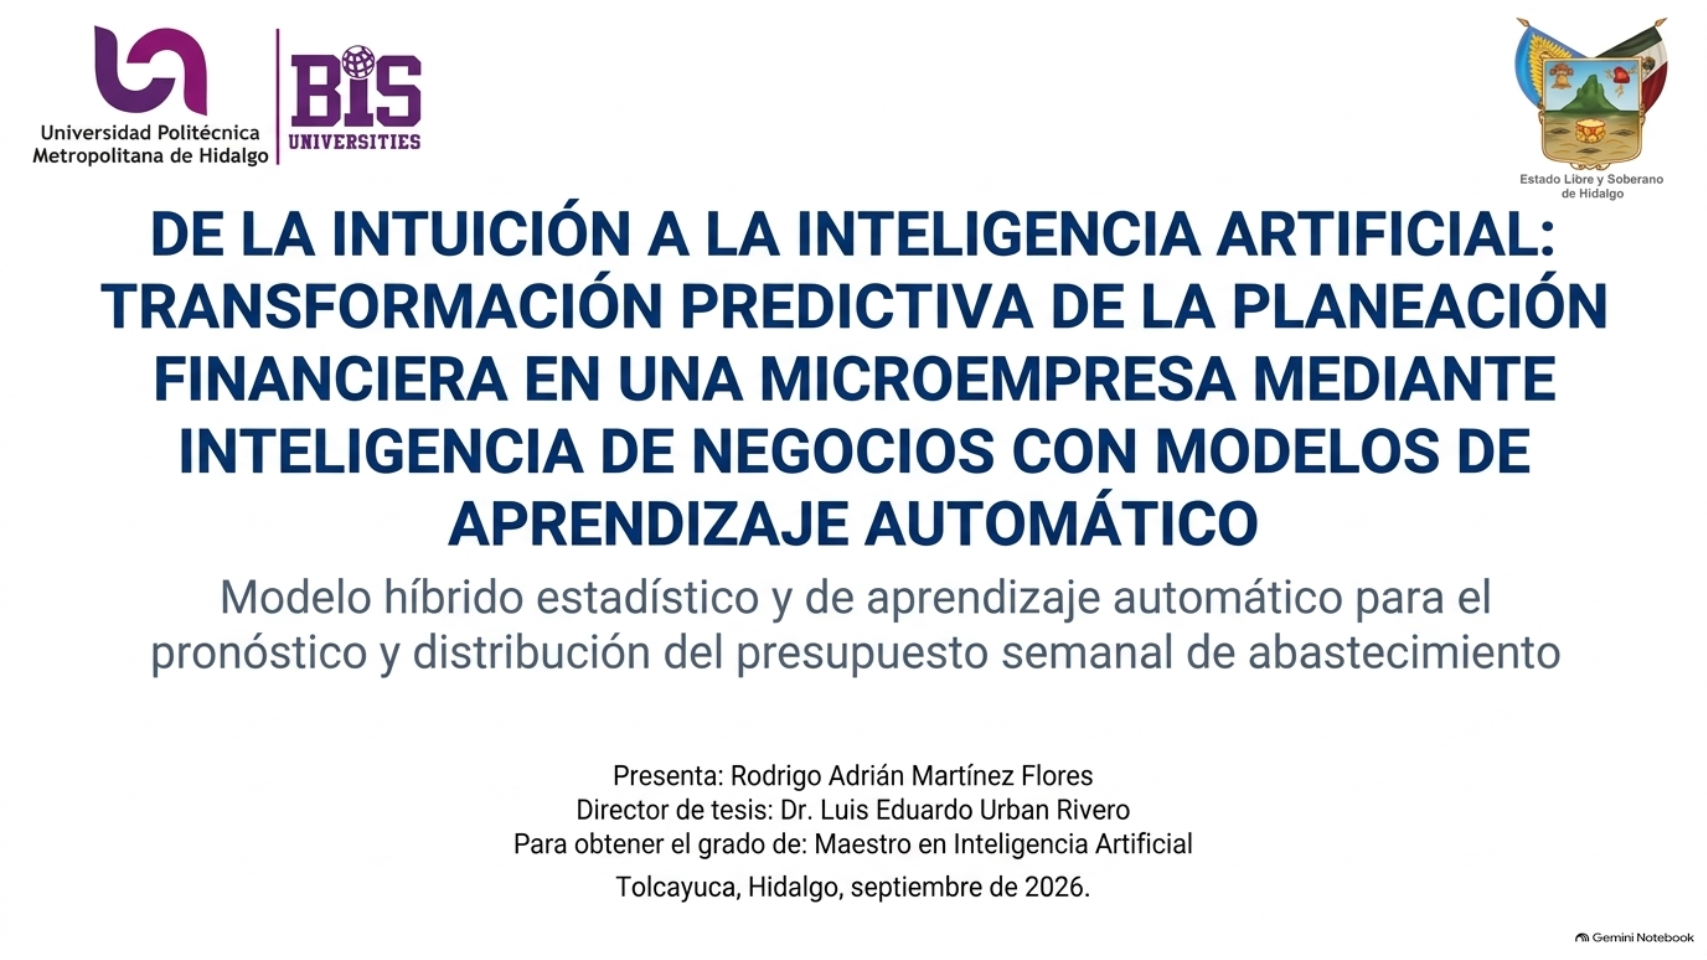 Universidad Politécnica
Metropolitana de Hidalgo
BIS
UNIVERSITIES
Estado Libre y Soberano
de Hidalgo
DE LA INTUICIÓN A LA INTELIGENCIA ARTIFICIAL:
TRANSFORMACIÓN PREDICTIVA DE LA PLANEACIÓN
FINANCIERA EN UNA MICROEMPRESA MEDIANTE
INTELIGENCIA DE NEGOCIOS CON MODELOS DE
APRENDIZAJE AUTOMÁTICO
Modelo híbrido estadístico y de aprendizaje automático para el
pronóstico y distribución del presupuesto semanal de abastecimiento
Presenta: Rodrigo Adrián Martínez Flores
Director de tesis: Dr. Luis Eduardo Urban Rivero
Para obtener el grado de: Maestro en Inteligencia Artificial
Tolcayuca, Hidalgo, septiembre de 2026.
Gemini Notebook